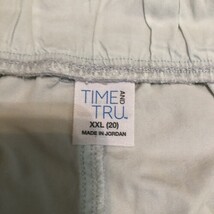 TIME AND
TRU
XXL (20)
MADE IN JORDAN